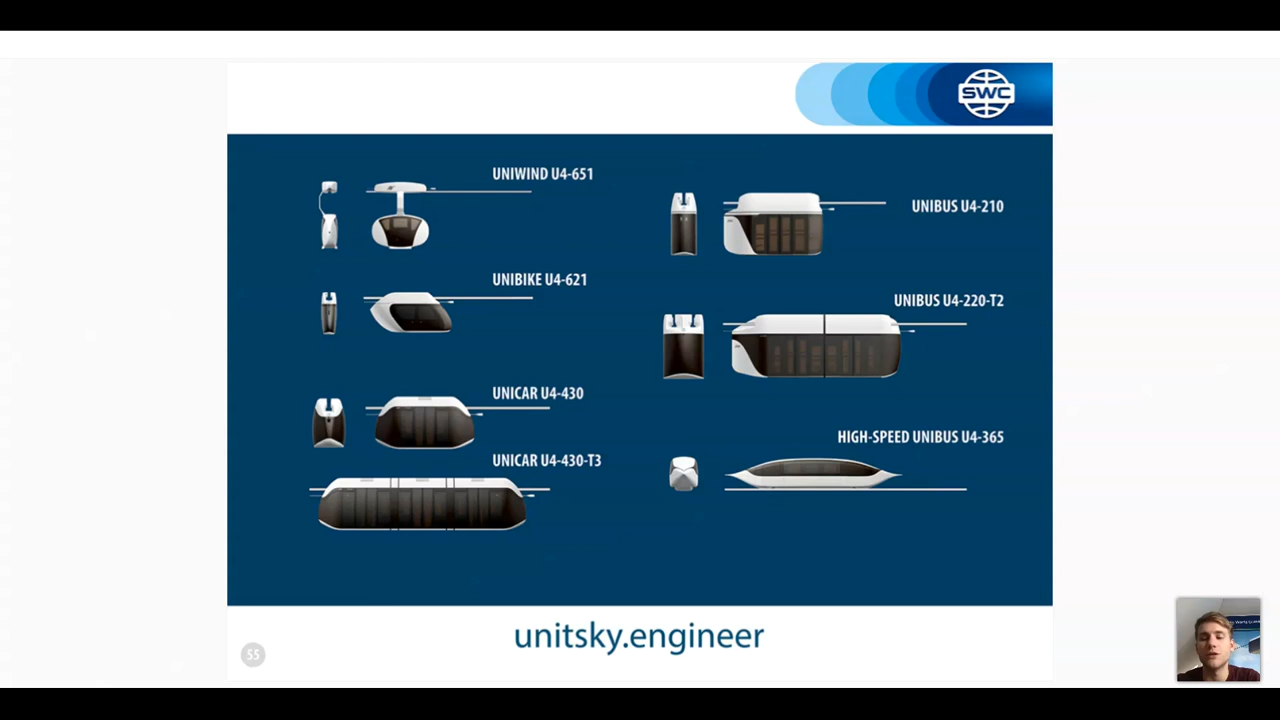 SWC
UNIWIND U4-651
UNIBIKE U4-621
UNICAR U4-430
UNICAR U4-430-T3
UNIBUS U4-210
UNIBUS U4-220-T2
HIGH-SPEED UNIBUS U4-365
unitsky.engineer
55